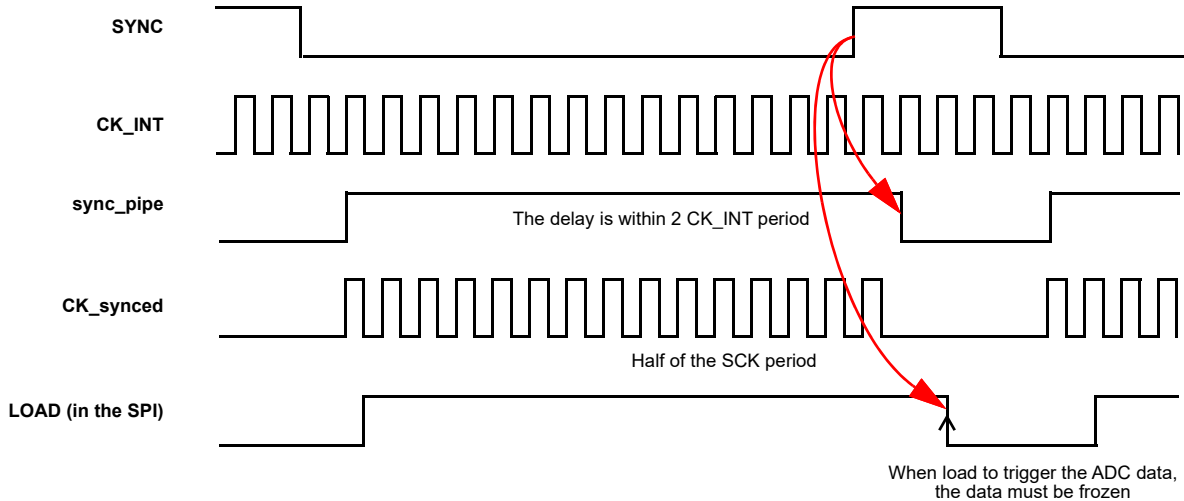 SYNC
CK_INT
sync_pipe
The delay is within 2 CK_INT period
CK_synced
Half of the SCK period
LOAD (in the SPI)
When load to trigger the ADC data,
the data must be frozen